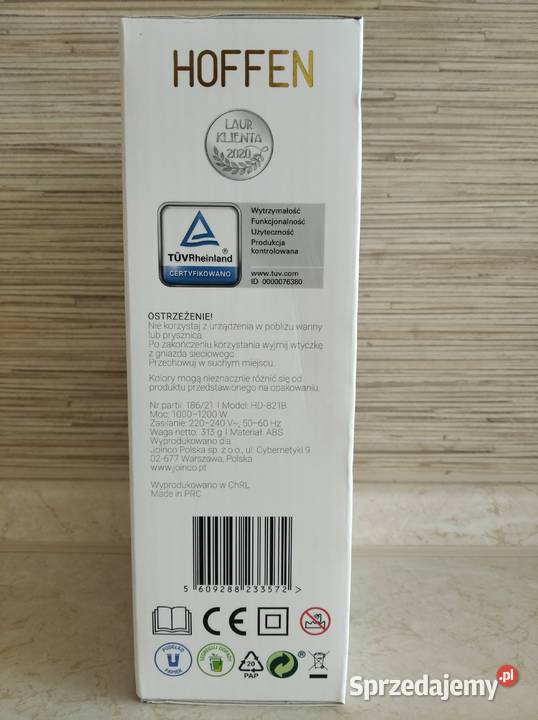 HOFFEN
LAUR
KLIENTA
2020
Wytrzymałość
Funkcjonalność
Użyteczność
Produkcja
kontrolowana
TÜVRheinland®
CERTYFIKOWANO
www.tuv.com
ID 0000076380
OSTRZEŻENIE!
Nie korzystaj z urządzenia w pobliżu wanny
lub prysznica.
Po zakończeniu korzystania wyjmij wtyczkę
z gniazda sieciowego.
Przechowuj w suchym miejscu.
Kolory mogą nieznacznie różnić się od
produktu przedstawionego na opakowaniu.
Nr partii: 186/21 | Model: HD-821B
Moc: 1000-1200 W
Zasilanie: 220-240 V~, 50-60 Hz
Waga netto: 313 g | Materiał: ABS
Wyprodukowano dla:
Joinco Polska sp. z o.o., ul. Cybernetyki 9
02-677 Warszawa, Polska
www.joinco.pl
Wyprodukowano w ChRL
Made in PRC
5 609288 233572 >
CE
PUDEŁKO
PAPIER
20
PAP
®
Sprzedajemy.pl